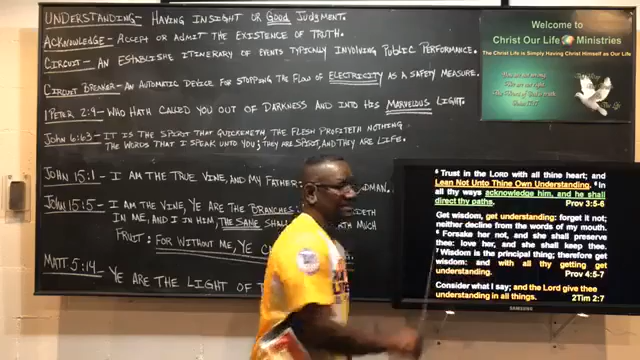 UNDERSTANDING- HAVING INSIGHT OR GOOD JUDGMENT.
ACKNOWLEDGE- ACCEPT OR ADMIT THE EXISTENCE OF TRUTH.
CIRCUIT- AN ESTABLISHE ITINERARY OF EVENTS TYPICALLY INVOLVING PUBLIC PERFORMANCE.
CIRCUIT BREAKER- AN AUTOMATIC DEVICE FOR STOPPING THE FLOW OF ELECTRICITY AS A SAFETY MEASURE.
1 PETER 2:9- WHO HATH CALLED YOU OUT OF DARKNESS AND INTO HIS MARVELOUS LIGHT.
JOHN 6:63- IT IS THE SPIRIT THAT QUICKENETH THE FLESH PROFITETH NOTHING
THE WORDS THAT I SPEAK UNTO YOU; THEY ARE SPIRIT, AND THEY ARE LIFE.
JOHN 15:1- I AM THE TRUE VINE, AND MY FATHER
JOHN 15:5- I AM THE VINE, YE ARE THE BRANCHES:
IN ME, AND I IN HIM, THE SAME MUCH
FRUIT: FOR WITHOUT ME, YE
MATT 5:14- YE ARE THE LIGHT OF
Welcome to
Christ Our Life Ministries
The Christ Life is Simply Having Christ Himself as Our Life
The Way
The Life
6 Trust in the LORD with all thine heart; and
Lean Not Unto Thine Own Understanding. 6 In
all thy ways acknowledge him, and he shall
direct thy paths. Prov 3:5-6
Get wisdom, get understanding: forget it not;
neither decline from the words of my mouth.
6 Forsake her not, and she shall preserve
thee: love her, and she shall keep thee.
7 Wisdom is the principal thing; therefore get
wisdom: and with all thy getting get
understanding. Prov 4:5-7
Consider what I say; and the Lord give thee
understanding in all things. 2Tim 2:7
SAMSUNG